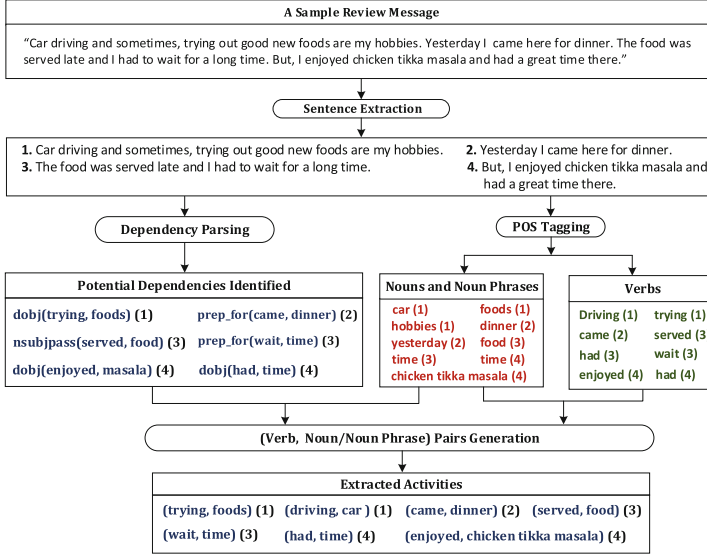 A Sample Review Message
“Car driving and sometimes, trying out good new foods are my hobbies. Yesterday I came here for dinner. The food was
served late and I had to wait for a long time. But, I enjoyed chicken tikka masala and had a great time there.”
Sentence Extraction
1. Car driving and sometimes, trying out good new foods are my hobbies.
2. Yesterday I came here for dinner.
3. The food was served late and I had to wait for a long time.
4. But, I enjoyed chicken tikka masala and
had a great time there.
Dependency Parsing
POS Tagging
Potential Dependencies Identified
dobj(trying, foods) (1) prep_for(came, dinner) (2)
nsubjpass(served, food) (3) prep_for(wait, time) (3)
dobj(enjoyed, masala) (4) dobj(had, time) (4)
Nouns and Noun Phrases
car (1) foods (1)
hobbies (1) dinner (2)
yesterday (2) food (3)
time (3) time (4)
chicken tikka masala (4)
Verbs
Driving (1) trying (1)
came (2) served (3)
had (3) wait (3)
enjoyed (4) had (4)
(Verb, Noun/Noun Phrase) Pairs Generation
Extracted Activities
(trying, foods) (1) (driving, car ) (1) (came, dinner) (2) (served, food) (3)
(wait, time) (3) (had, time) (4) (enjoyed, chicken tikka masala) (4)